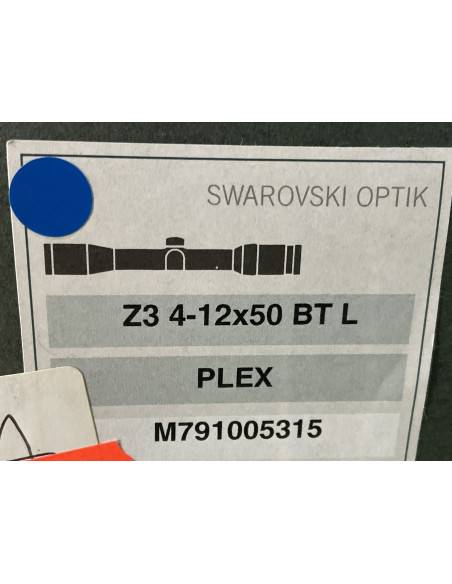 SWAROVSKI OPTIK
Z3 4-12x50 BT L
PLEX
M791005315